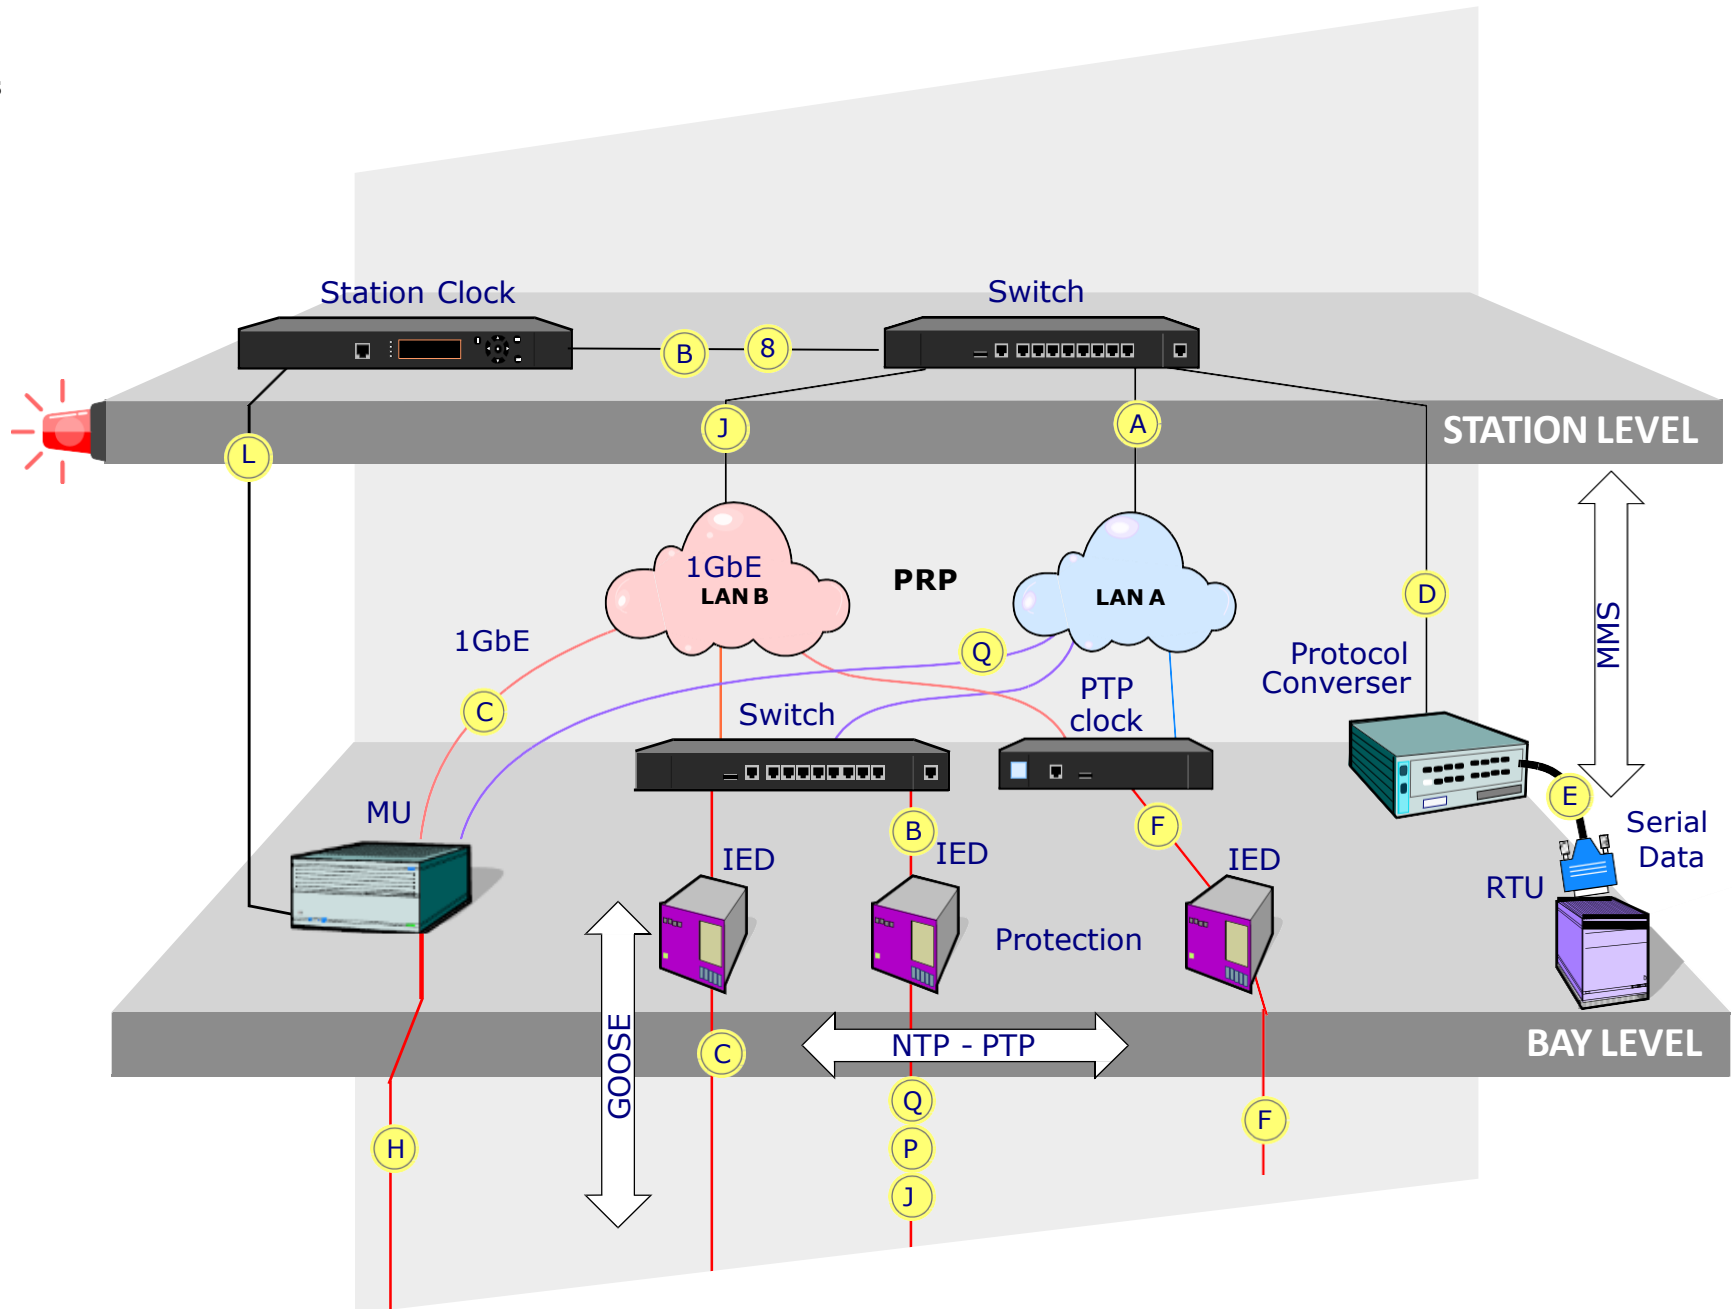 Station Clock
Switch
B
8
J
A
L
STATION LEVEL
1GbE
LAN B
PRP
LAN A
D
MMS
1GbE
Q
Protocol
Converser
C
PTP
clock
Switch
E
MU
F
B
Serial
Data
IED
IED
IED
RTU
Protection
GOOSE
NTP - PTP
BAY LEVEL
C
Q
F
H
P
J